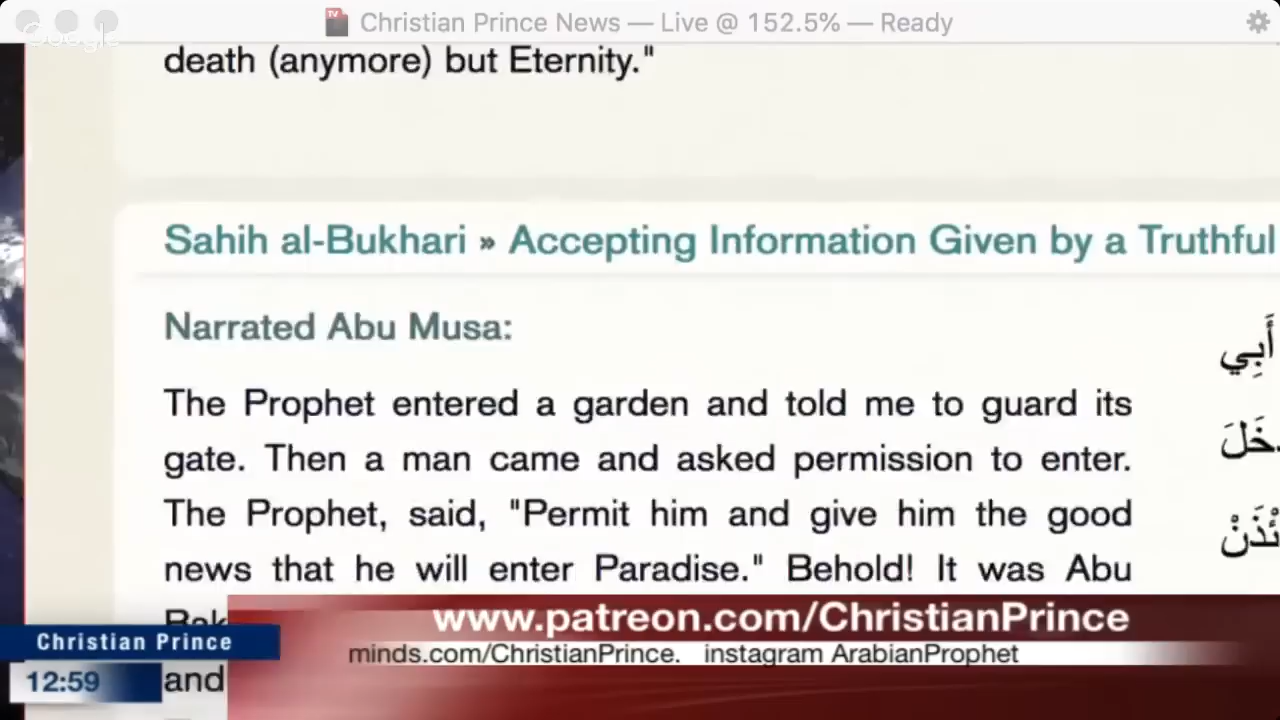 Christian Prince News — Live @ 152.5% — Ready
Google
death (anymore) but Eternity."
Sahih al-Bukhari » Accepting Information Given by a Truthful
Narrated Abu Musa:
أَبِي
The Prophet entered a garden and told me to guard its
gate. Then a man came and asked permission to enter.
The Prophet, said, "Permit him and give him the good
news that he will enter Paradise." Behold! It was Abu
www.patreon.com/ChristianPrince
Christian Prince
minds.com/ChristianPrince. instagram ArabianProphet
12:59
and